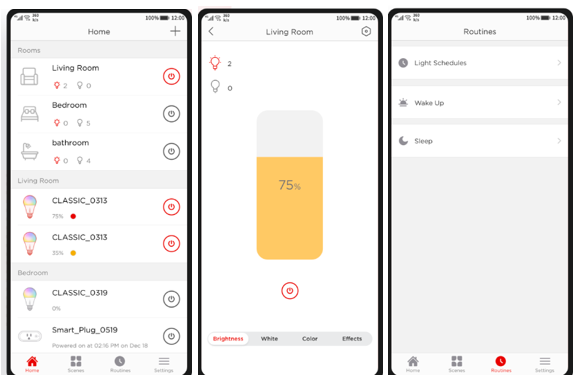 100% 12:00
Home
Rooms
Living Room
2 0
Bedroom
0 5
bathroom
0 4
Living Room
CLASSIC_0313
75%
CLASSIC_0313
35%
Bedroom
CLASSIC_0319
0%
Smart_Plug_0519
Powered on at 02:16 PM on Dec 18
Home Scenes Routines Settings
100% 12:00
Living Room
2
0
75%
Brightness White Color Effects
100% 12:00
Routines
Light Schedules
Wake Up
Sleep
Home Scenes Routines Settings